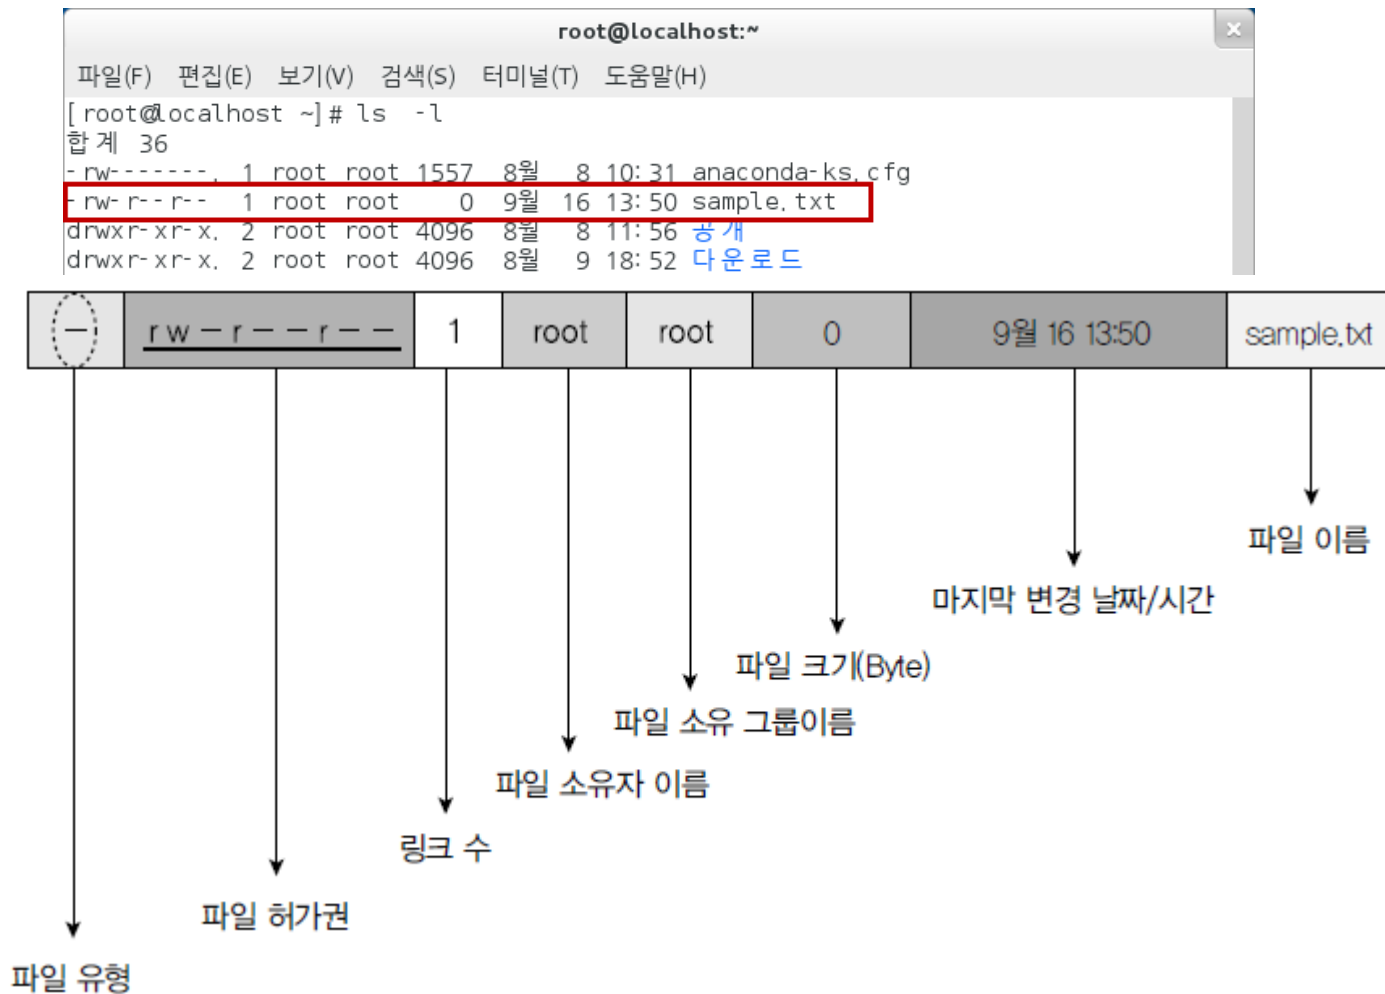 root@localhost:~
파일(F) 편집(E) 보기(V) 검색(S) 터미널(T) 도움말(H)
[root@localhost ~]# ls -l
합계 36
-rw-------. 1 root root 1557 8월 8 10:31 anaconda-ks.cfg
-rw-r--r-- 1 root root 0 9월 16 13:50 sample.txt
drwxr-xr-x. 2 root root 4096 8월 8 11:56 공개
drwxr-xr-x. 2 root root 4096 8월 9 18:52 다운로드
- rw-r--r-- 1 root root 0 9월 16 13:50 sample.txt
파일 이름
마지막 변경 날짜/시간
파일 크기(Byte)
파일 소유 그룹이름
파일 소유자 이름
링크 수
파일 허가권
파일 유형